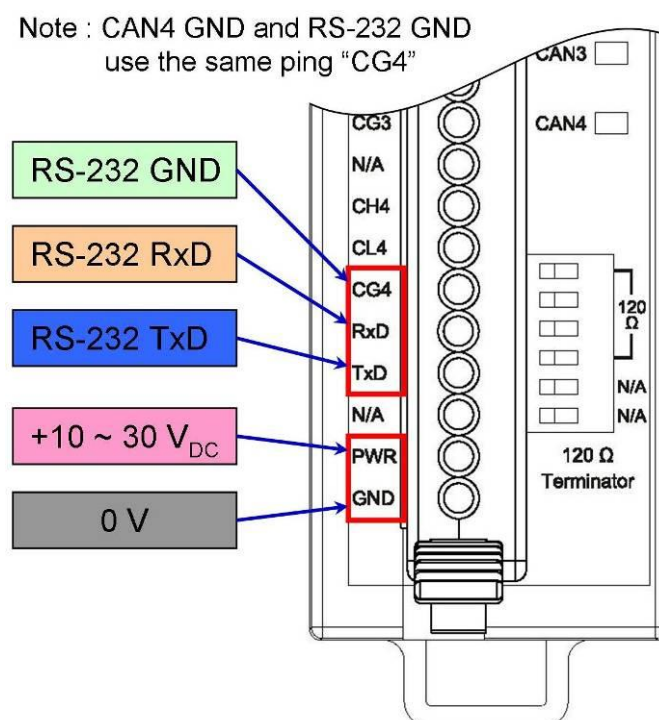 Note : CAN4 GND and RS-232 GND
use the same ping “CG4”
CAN3
CG3
CAN4
N/A
RS-232 GND
CH4
CL4
RS-232 RxD
CG4
RxD
120
Ω
RS-232 TxD
TxD
N/A
N/A
N/A
+10 ~ 30 VDC
PWR
120 Ω
Terminator
GND
0 V